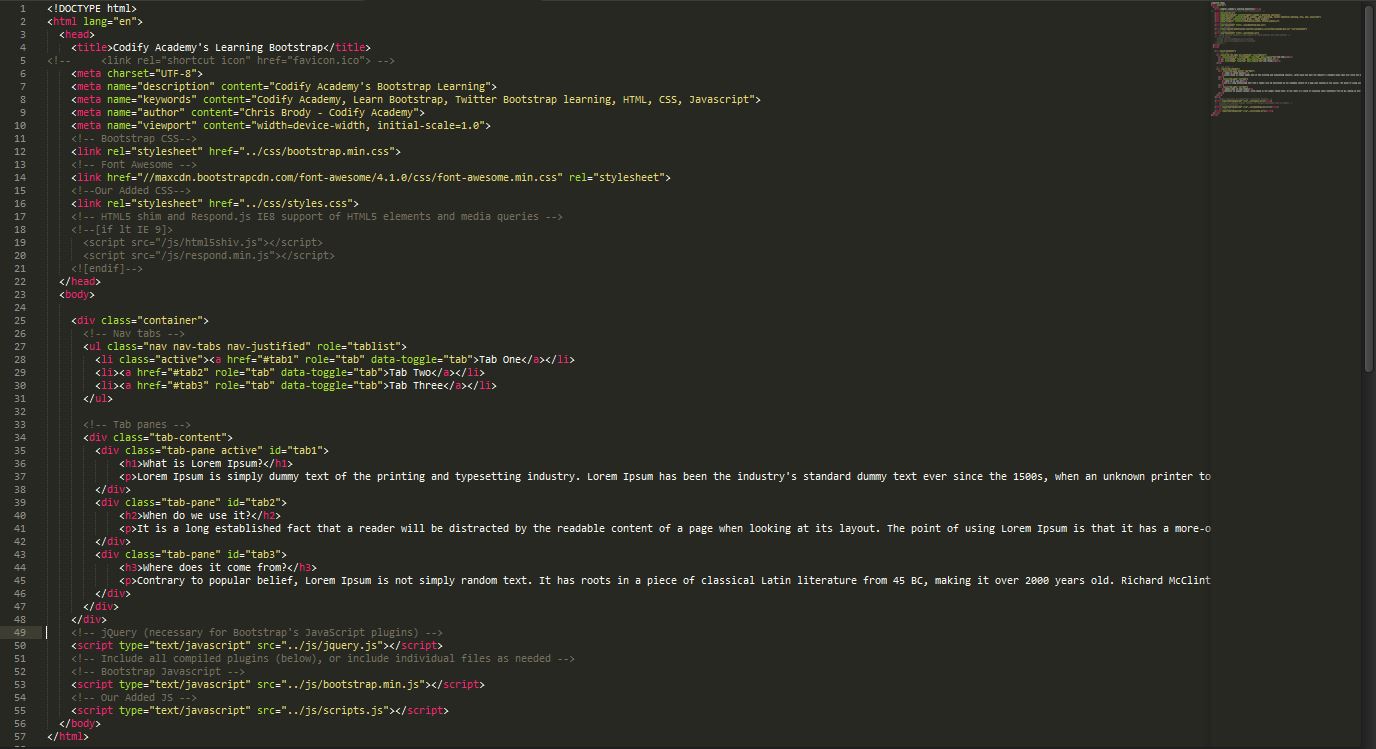 1 <!DOCTYPE html>
2 <html lang="en">
3   <head>
4     <title>Codify Academy's Learning Bootstrap</title>
5 <!--     <link rel="shortcut icon" href="favicon.ico"> -->
6     <meta charset="UTF-8">
7     <meta name="description" content="Codify Academy's Bootstrap Learning">
8     <meta name="keywords" content="Codify Academy, Learn Bootstrap, Twitter Bootstrap learning, HTML, CSS, Javascript">
9     <meta name="author" content="Chris Brody - Codify Academy">
10     <meta name="viewport" content="width=device-width, initial-scale=1.0">
11     <!-- Bootstrap CSS-->
12     <link rel="stylesheet" href="../css/bootstrap.min.css">
13     <!-- Font Awesome -->
14     <link href="//maxcdn.bootstrapcdn.com/font-awesome/4.1.0/css/font-awesome.min.css" rel="stylesheet">
15     <!--Our Added CSS-->
16     <link rel="stylesheet" href="../css/styles.css">
17     <!-- HTML5 shim and Respond.js IE8 support of HTML5 elements and media queries -->
18     <!--[if lt IE 9]>
19       <script src="/js/html5shiv.js"></script>
20       <script src="/js/respond.min.js"></script>
21     <![endif]-->
22   </head>
23   <body>
24
25     <div class="container">
26       <!-- Nav tabs -->
27       <ul class="nav nav-tabs nav-justified" role="tablist">
28         <li class="active"><a href="#tab1" role="tab" data-toggle="tab">Tab One</a></li>
29         <li><a href="#tab2" role="tab" data-toggle="tab">Tab Two</a></li>
30         <li><a href="#tab3" role="tab" data-toggle="tab">Tab Three</a></li>
31       </ul>
32
33       <!-- Tab panes -->
34       <div class="tab-content">
35         <div class="tab-pane active" id="tab1">
36             <h1>What is Lorem Ipsum?</h1>
37             <p>Lorem Ipsum is simply dummy text of the printing and typesetting industry. Lorem Ipsum has been the industry's standard dummy text ever since the 1500s, when an unknown printer to
38         </div>
39         <div class="tab-pane" id="tab2">
40             <h2>When do we use it?</h2>
41             <p>It is a long established fact that a reader will be distracted by the readable content of a page when looking at its layout. The point of using Lorem Ipsum is that it has a more-o
42         </div>
43         <div class="tab-pane" id="tab3">
44             <h3>Where does it come from?</h3>
45             <p>Contrary to popular belief, Lorem Ipsum is not simply random text. It has roots in a piece of classical Latin literature from 45 BC, making it over 2000 years old. Richard McClint
46         </div>
47       </div>
48     </div>
49     <!-- jQuery (necessary for Bootstrap's JavaScript plugins) -->
50     <script type="text/javascript" src="../js/jquery.js"></script>
51     <!-- Include all compiled plugins (below), or include individual files as needed -->
52     <!-- Bootstrap Javascript -->
53     <script type="text/javascript" src="../js/bootstrap.min.js"></script>
54     <!-- Our Added JS -->
55     <script type="text/javascript" src="../js/scripts.js"></script>
56   </body>
57 </html>